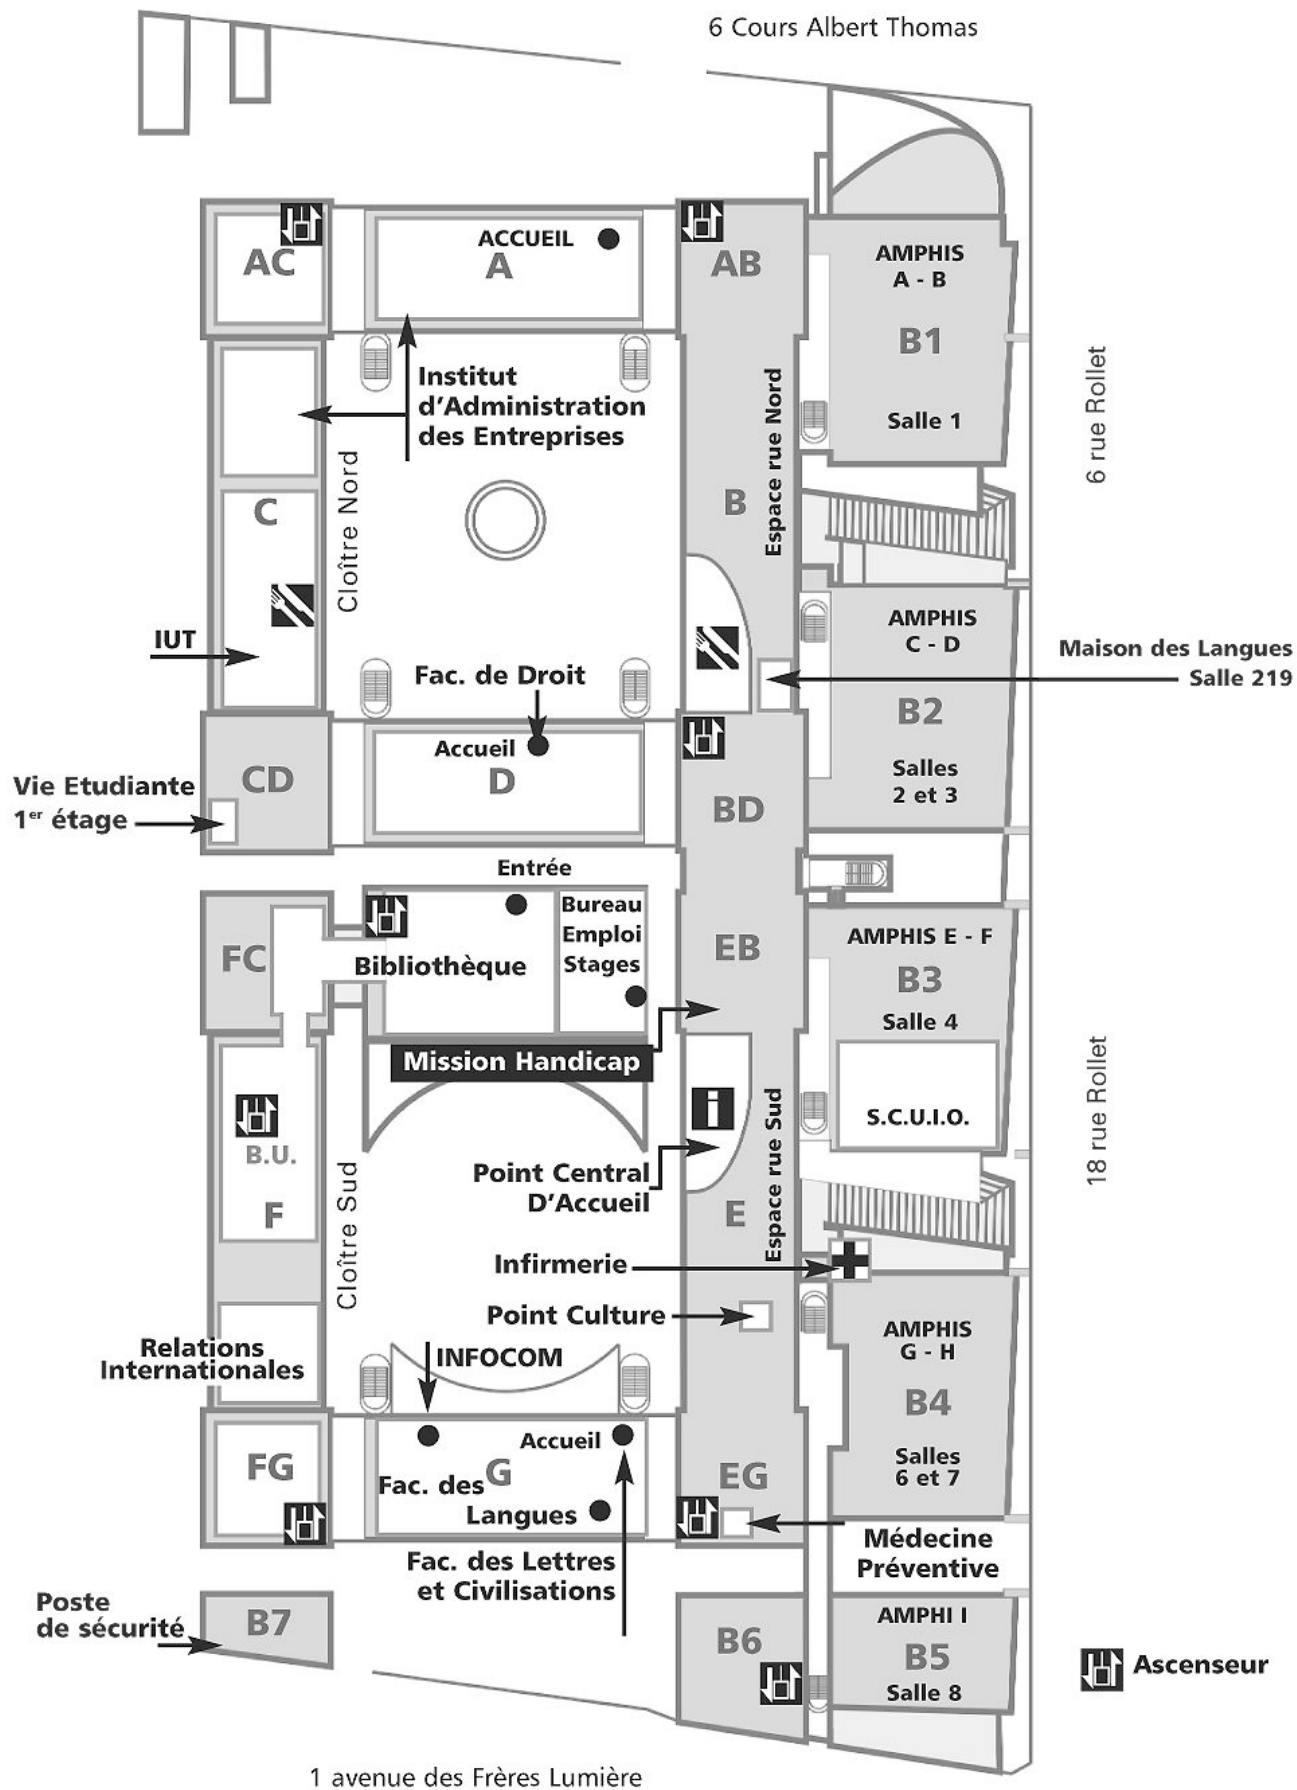 6 Cours Albert Thomas
AC
ACCUEIL
A
AB
AMPHIS
A - B
B1
Salle 1
6 rue Rollet
Institut
d'Administration
des Entreprises
Cloître Nord
C
B
Espace rue Nord
IUT
Fac. de Droit
AMPHIS
C - D
B2
Salles
2 et 3
Maison des Langues
Salle 219
Accueil
D
CD
BD
Vie Etudiante
1er étage
Entrée
FC
Bibliothèque
Bureau
Emploi
Stages
EB
AMPHIS E - F
B3
Salle 4
Mission Handicap
S.C.U.I.O.
18 rue Rollet
i
B.U.
F
Cloître Sud
Point Central
D'Accueil
E
Espace rue Sud
Infirmerie
Point Culture
Relations
Internationales
INFOCOM
AMPHIS
G - H
B4
Salles
6 et 7
FG
Accueil
G
Fac. des
Langues
EG
Médecine
Préventive
Fac. des Lettres
et Civilisations
Poste
de sécurité
B7
B6
AMPHI I
B5
Salle 8
Ascenseur
1 avenue des Frères Lumière